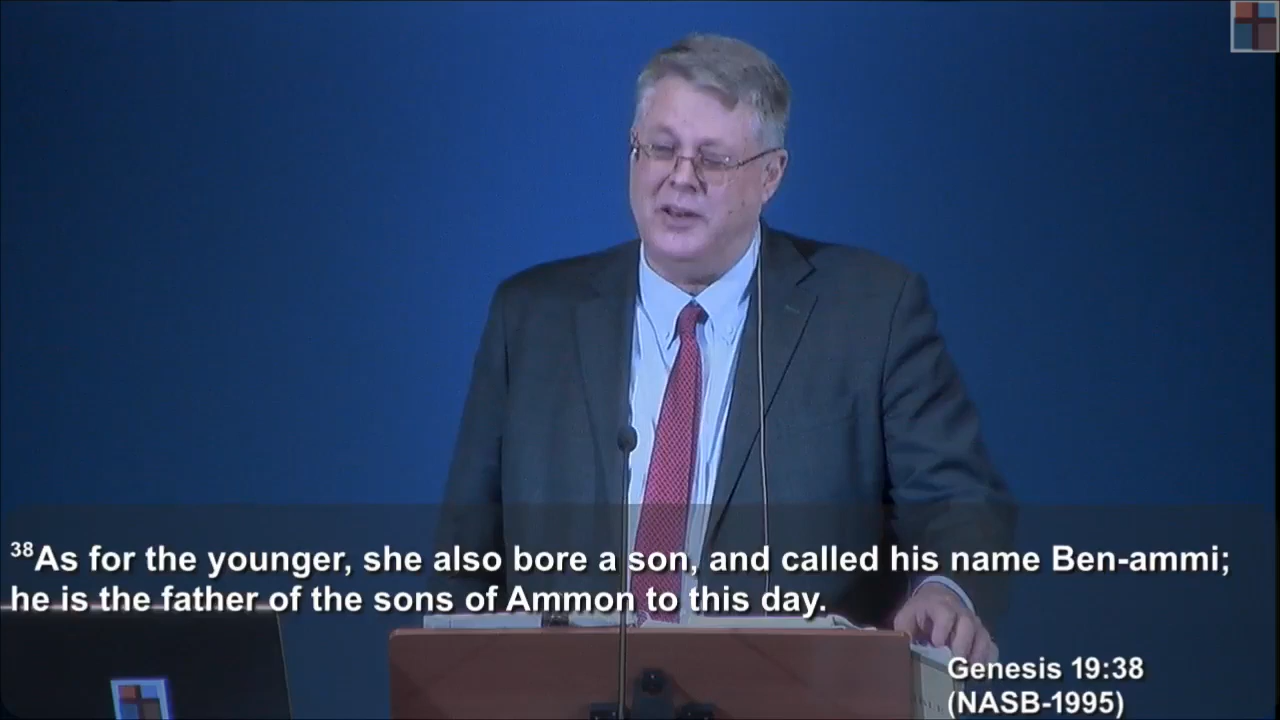 ³⁸As for the younger, she also bore a son, and called his name Ben-ammi;
he is the father of the sons of Ammon to this day.
Genesis 19:38
(NASB-1995)